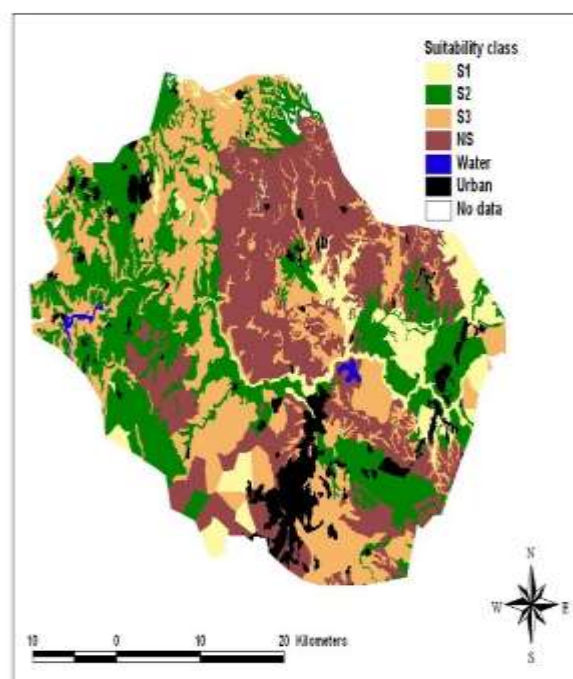 Suitability class
S1
S2
S3
NS
Water
Urban
No data
N
W E
S
10 0 10 20 Kilometers